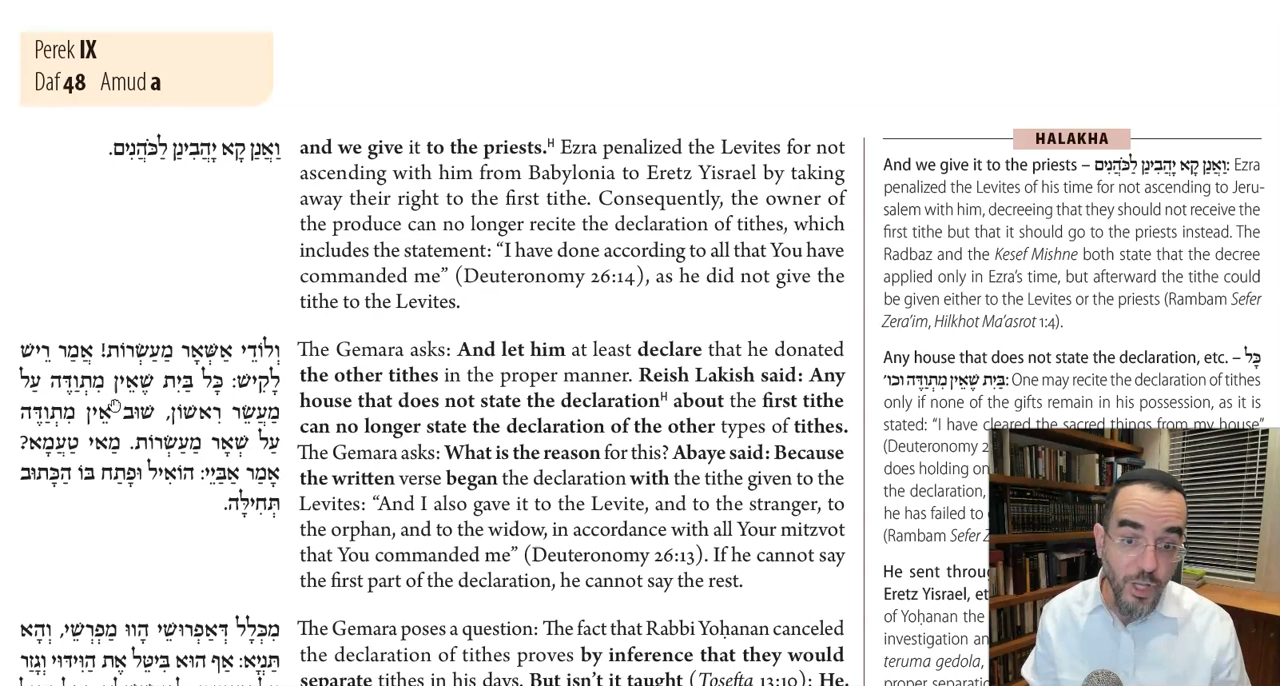 Perek IX
Daf 48 Amud a
וַאֲנַן קָא יָהֲבִינַן לַכֹּהֲנִים.
and we give it to the priests.ᴴ Ezra penalized the Levites for not
ascending with him from Babylonia to Eretz Yisrael by taking
away their right to the first tithe. Consequently, the owner of
the produce can no longer recite the declaration of tithes, which
includes the statement: “I have done according to all that You have
commanded me” (Deuteronomy 26:14), as he did not give the
tithe to the Levites.
וְלוֹדֵי אַשְּׁאָר מַעַשְׂרוֹת! אֲמַר רֵישׁ
לָקִישׁ: כׇּל בַּיִת שֶׁאֵין מִתְוַדֶּה עַל
מַעֲשֵׂר רִאשׁוֹן, שׁוּב אֵין מִתְוַדֶּה
עַל שְׁאָר מַעַשְׂרוֹת. מַאי טַעְמָא?
אֲמַר אַבַּיֵי: הוֹאִיל וּפָתַח בּוֹ הַכָּתוּב
תְּחִילָּה.
The Gemara asks: And let him at least declare that he donated
the other tithes in the proper manner. Reish Lakish said: Any
house that does not state the declarationᴴ about the first tithe
can no longer state the declaration of the other types of tithes.
The Gemara asks: What is the reason for this? Abaye said: Because
the written verse began the declaration with the tithe given to the
Levites: “And I also gave it to the Levite, and to the stranger, to
the orphan, and to the widow, in accordance with all Your mitzvot
that You commanded me” (Deuteronomy 26:13). If he cannot say
the first part of the declaration, he cannot say the rest.
מִכְּלָל דְּאַפְרוֹשֵׁי הֲווֹ מַפְרְשֵׁי, וְהָא
תַּנְיָא: אַף הוּא בִּיטֵּל אֶת הַוִּידּוּי וְגָזַר
The Gemara poses a question: The fact that Rabbi Yoḥanan canceled
the declaration of tithes proves by inference that they would
separate tithes in his days. But isn’t it taught (Tosefta 13:10): He,
HALAKHA
And we give it to the priests – וַאֲנַן קָא יָהֲבִינַן לַכֹּהֲנִים: Ezra
penalized the Levites of his time for not ascending to Jeru-
salem with him, decreeing that they should not receive the
first tithe but that it should go to the priests instead. The
Radbaz and the Kesef Mishne both state that the decree
applied only in Ezra’s time, but afterward the tithe could
be given either to the Levites or the priests (Rambam Sefer
Zera’im, Hilkhot Ma’asrot 1:4).
Any house that does not state the declaration, etc. – כׇּל
בַּיִת שֶׁאֵין מִתְוַדֶּה וכו׳: One may recite the declaration of tithes
only if none of the gifts remain in his possession, as it is
stated: “I have cleared the sacred things from my house”
(Deuteronomy 2
does holding on
the declaration,
he has failed to
(Rambam Sefer Z
He sent throu
Eretz Yisrael, et
of Yoḥanan the
investigation an
teruma gedola,
proper separatio